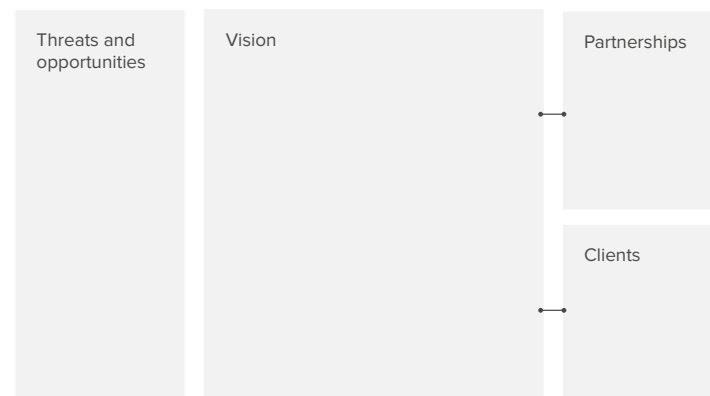 Threats and
opportunities
Vision
Partnerships
Clients